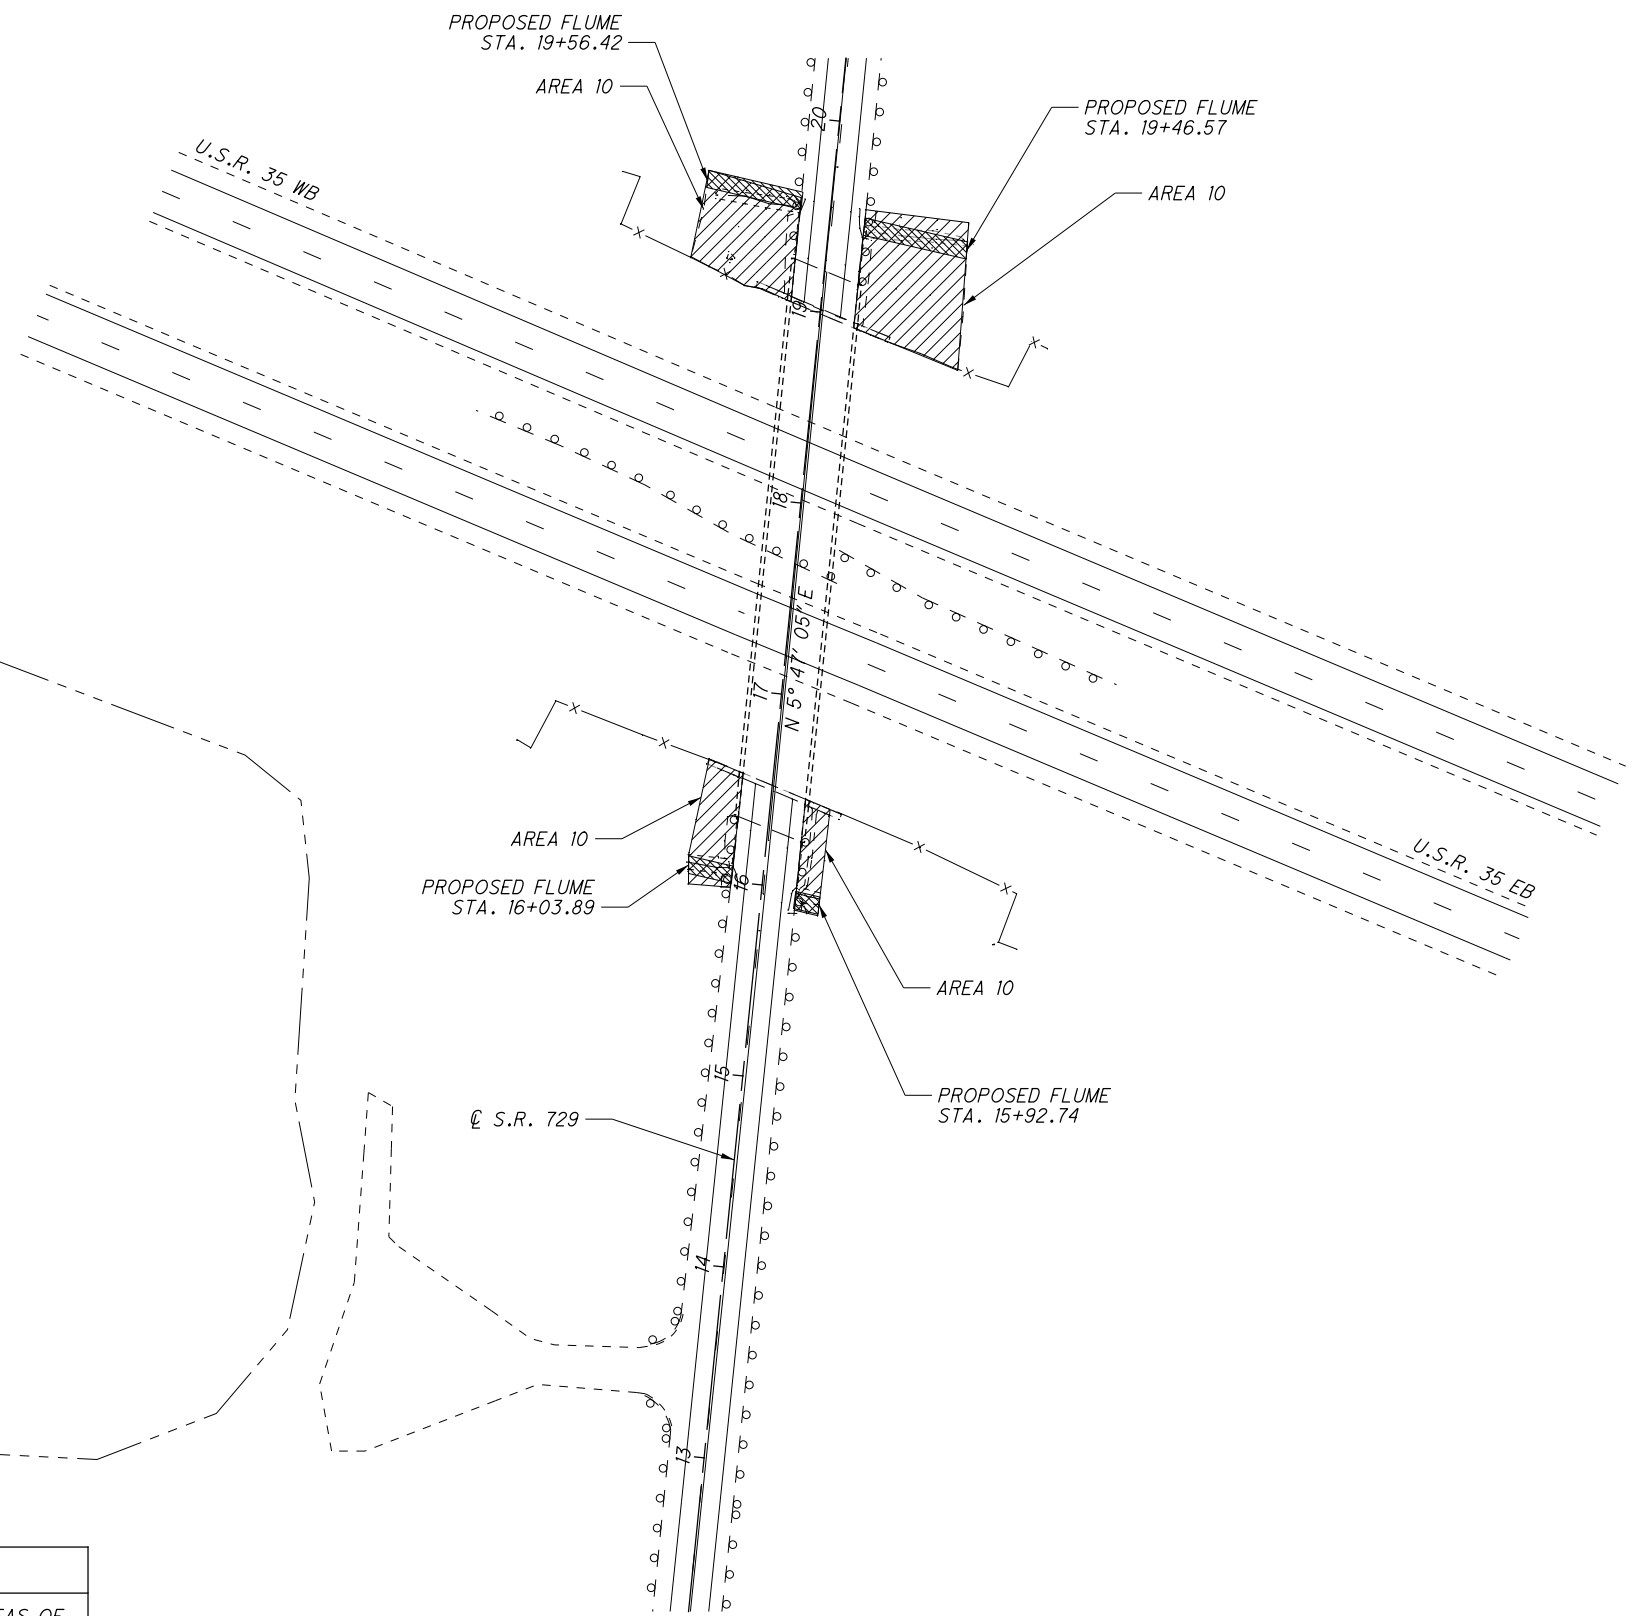 PROPOSED FLUME
STA. 19+56.42
AREA 10
PROPOSED FLUME
STA. 19+46.57
AREA 10
U.S.R. 35 WB
20
19
18
N 5° 47' 05" E
17
AREA 10
PROPOSED FLUME
STA. 16+03.89
16
U.S.R. 35 EB
AREA 10
PROPOSED FLUME
STA. 15+92.74
15
℄ S.R. 729
14
13
OF